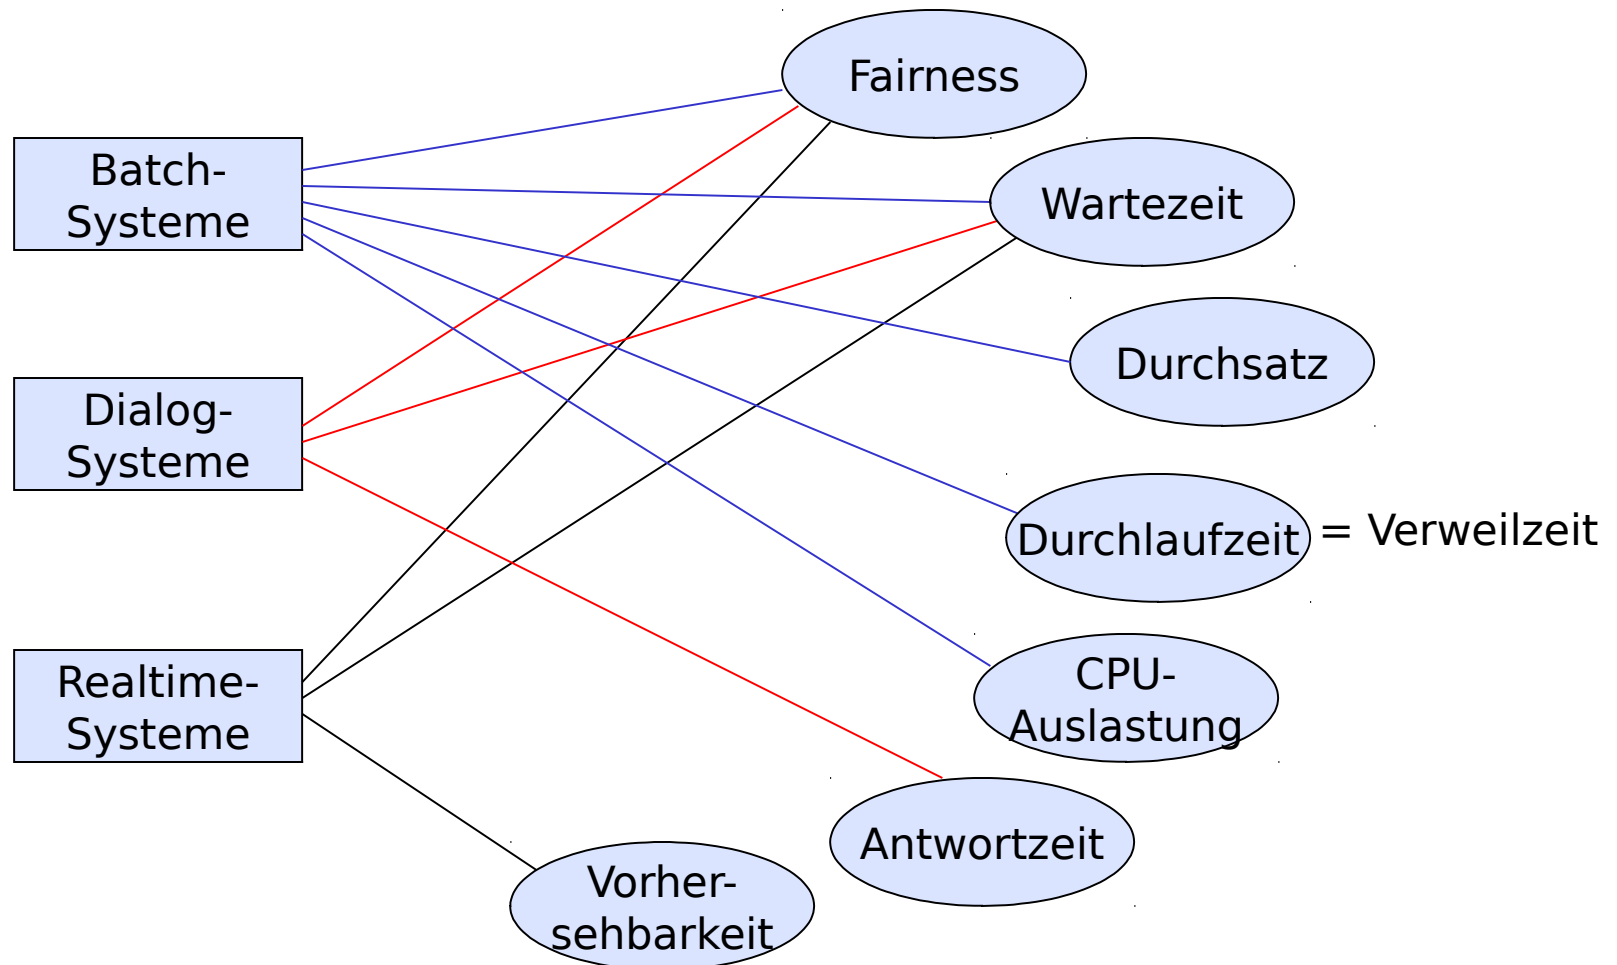 Fairness
Batch-
Systeme
Wartezeit
Durchsatz
Dialog-
Systeme
Durchlaufzeit = Verweilzeit
Realtime-
Systeme
CPU-
Auslastung
Antwortzeit
Vorher-
sehbarkeit